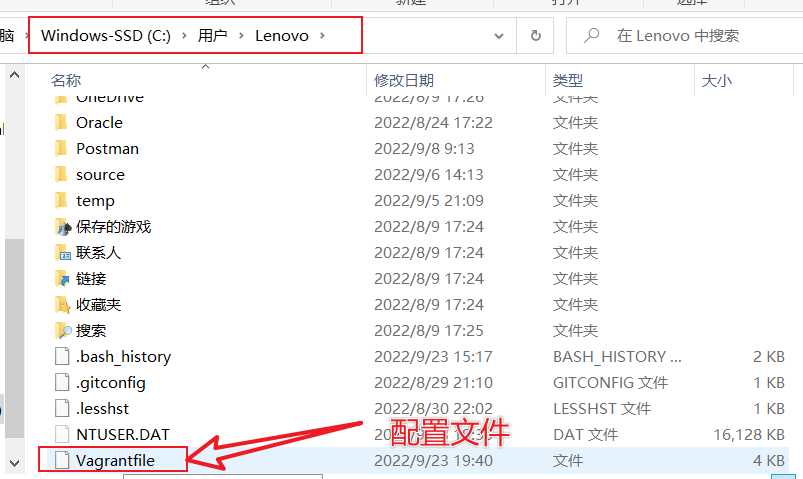 组织 新建 打开 选择
脑 Windows-SSD (C:) 用户 Lenovo 在 Lenovo 中搜索
名称 修改日期 类型 大小
OneDrive 2022/8/9 17:26 文件夹
Oracle 2022/8/24 17:22 文件夹
Postman 2022/9/8 9:13 文件夹
source 2022/9/6 14:13 文件夹
temp 2022/9/5 21:09 文件夹
保存的游戏 2022/8/9 17:24 文件夹
联系人 2022/8/9 17:24 文件夹
链接 2022/8/9 17:24 文件夹
收藏夹 2022/8/9 17:24 文件夹
搜索 2022/8/9 17:25 文件夹
.bash_history 2022/9/23 15:17 BASH_HISTORY ... 2 KB
.gitconfig 2022/8/29 21:10 GITCONFIG 文件 1 KB
.lesshst 2022/8/30 22:02 LESSHST 文件 1 KB
NTUSER.DAT DAT 文件 16,128 KB
配置文件
Vagrantfile 2022/9/23 19:40 文件 4 KB